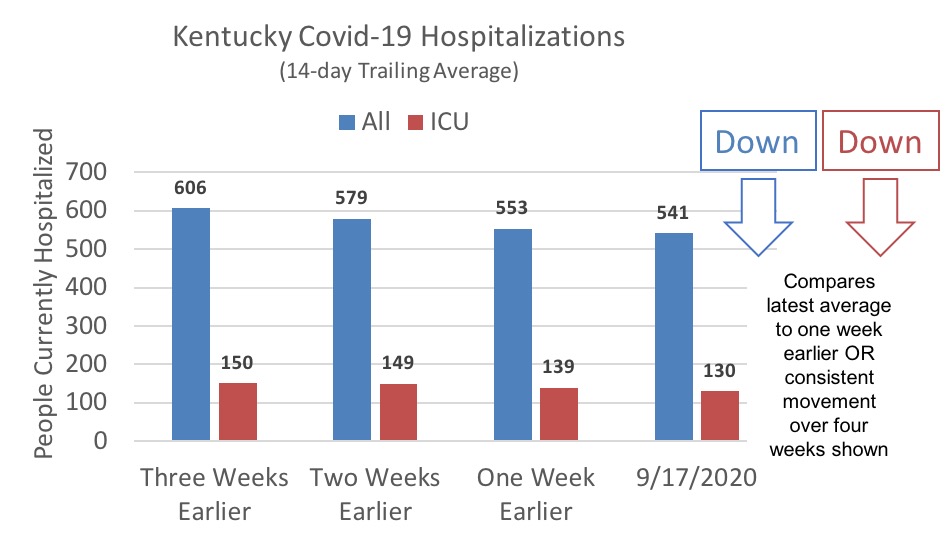 Kentucky Covid-19 Hospitalizations
(14-day Trailing Average)
All ICU
Down Down
People Currently Hospitalized
700
600
500
400
300
200
100
0
606
150
579
149
553
139
541
130
Three Weeks
Earlier
Two Weeks
Earlier
One Week
Earlier
9/17/2020
Compares
latest average
to one week
earlier OR
consistent
movement
over four
weeks shown